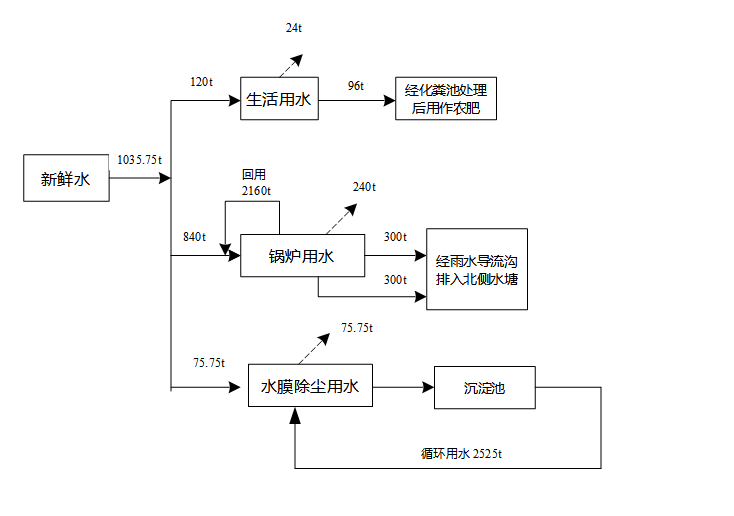 24t
120t
生活用水
96t
经化粪池处理
后用作农肥
新鲜水
1035.75t
回用
2160t
240t
840t
锅炉用水
300t
300t
经雨水导流沟
排入北侧水塘
75.75t
75.75t
水膜除尘用水
沉淀池
循环用水 2525t